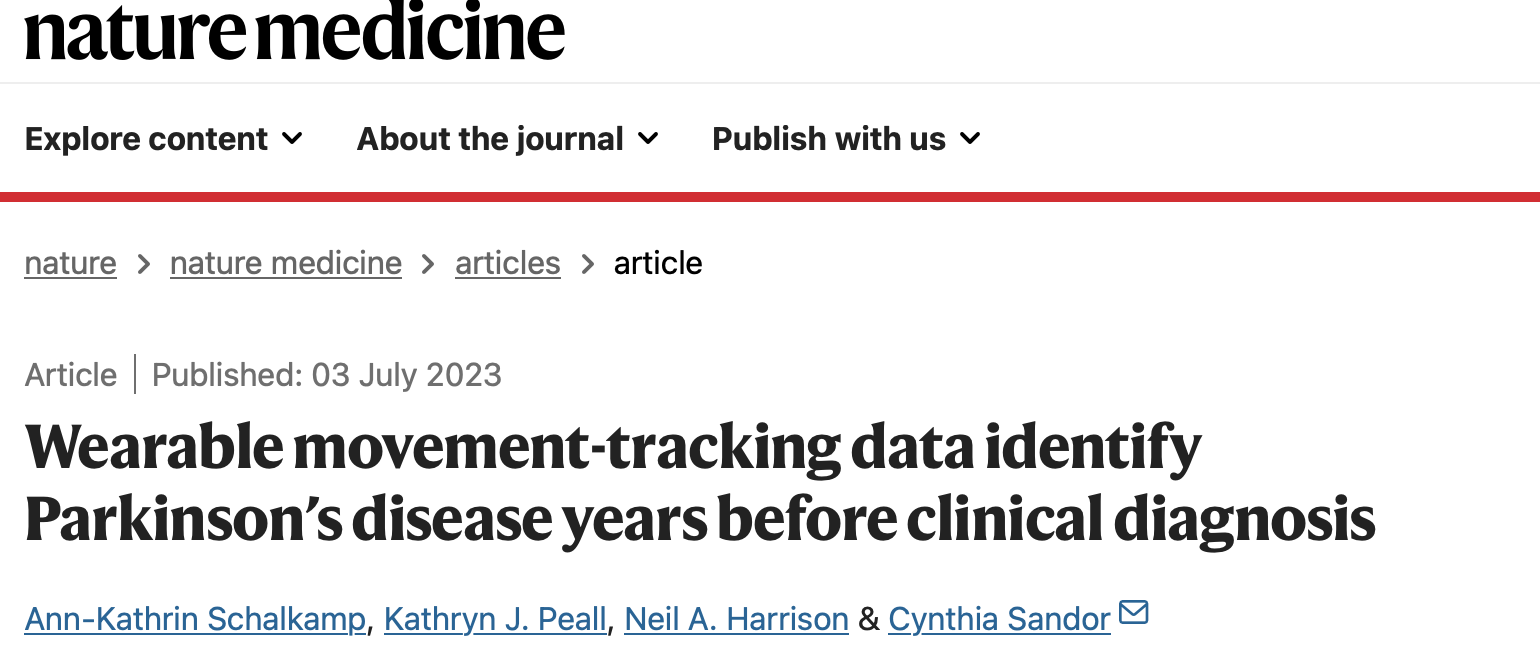 nature medicine
Explore content About the journal Publish with us
nature > nature medicine > articles > article
Article | Published: 03 July 2023
Wearable movement-tracking data identify
Parkinson’s disease years before clinical diagnosis
Ann-Kathrin Schalkamp, Kathryn J. Peall, Neil A. Harrison & Cynthia Sandor